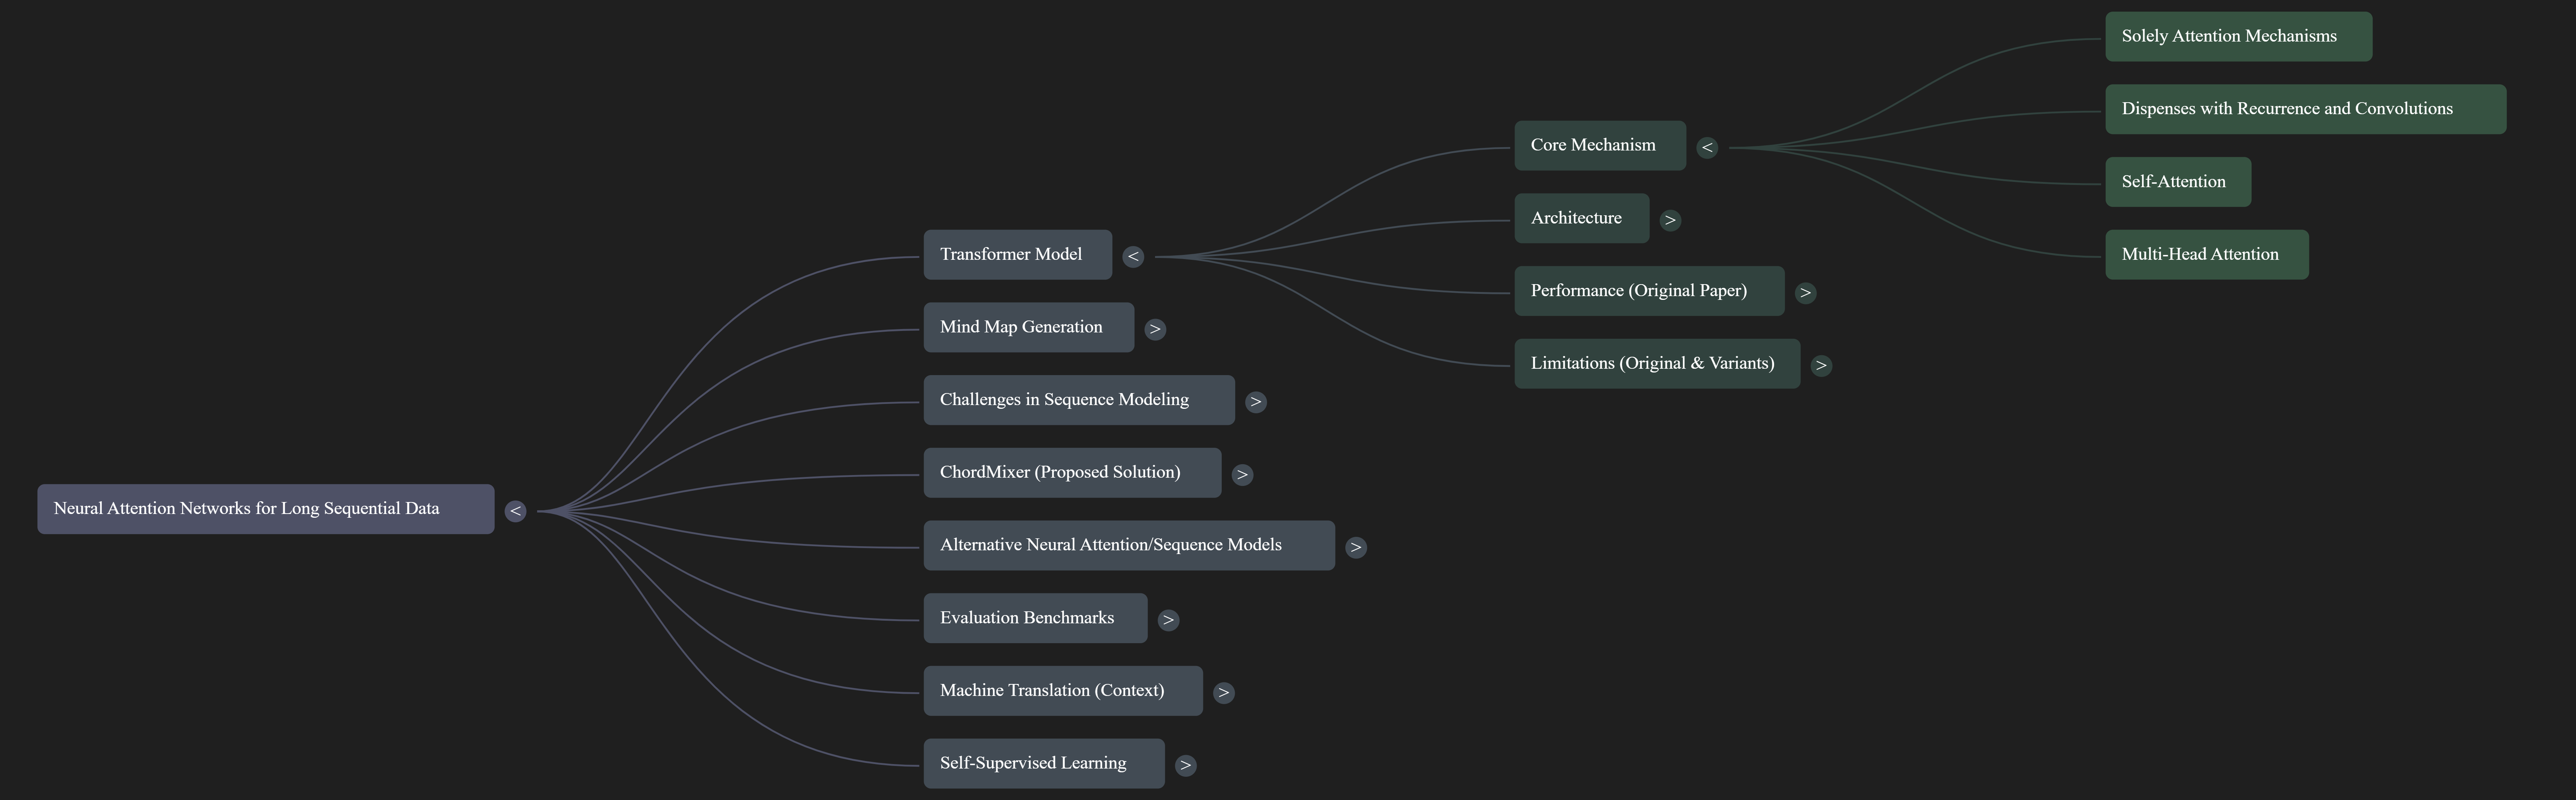 Neural Attention Networks for Long Sequential Data
<
Transformer Model
<
Mind Map Generation
>
Challenges in Sequence Modeling
>
ChordMixer (Proposed Solution)
>
Alternative Neural Attention/Sequence Models
>
Evaluation Benchmarks
>
Machine Translation (Context)
>
Self-Supervised Learning
>
Core Mechanism
<
Architecture
>
Performance (Original Paper)
>
Limitations (Original & Variants)
>
Solely Attention Mechanisms
Dispenses with Recurrence and Convolutions
Self-Attention
Multi-Head Attention